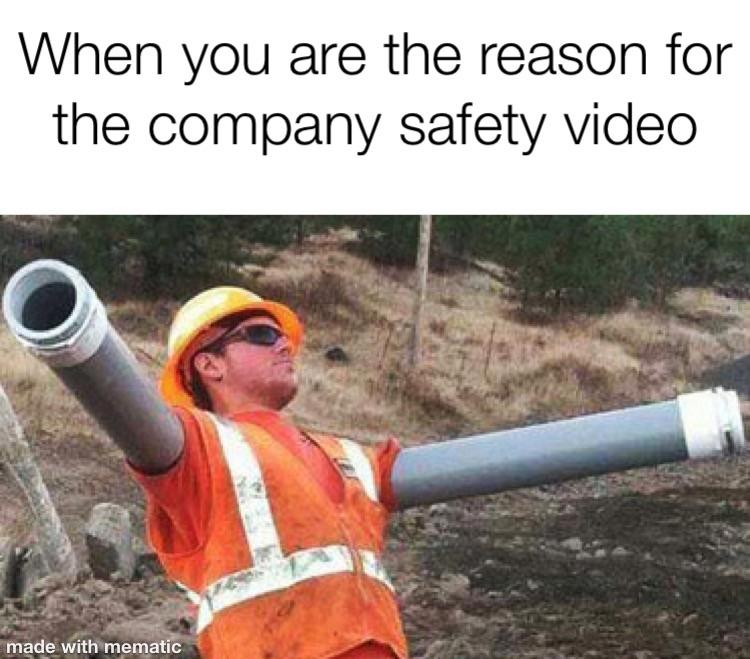 When you are the reason for
the company safety video
made with mematic